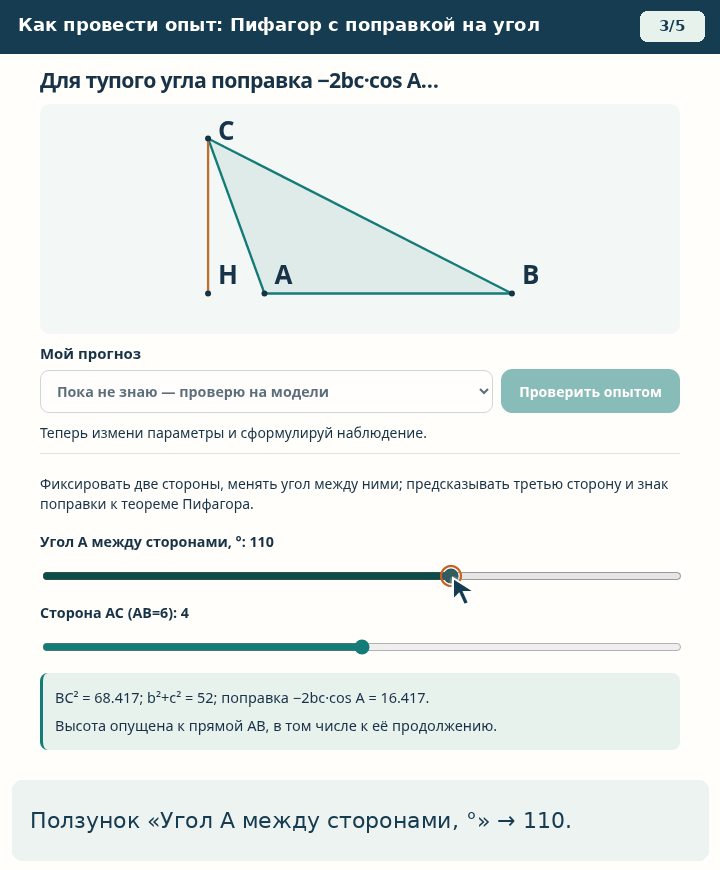 Как провести опыт: Пифагор с поправкой на угол
3/5
Для тупого угла поправка −2bc·cos A…
C
H
A
B
Мой прогноз
Пока не знаю — проверю на модели
Проверить опытом
Теперь измени параметры и сформулируй наблюдение.
Фиксировать две стороны, менять угол между ними; предсказывать третью сторону и знак
поправки к теореме Пифагора.
Угол A между сторонами, °: 110
Сторона AC (AB=6): 4
BC² = 68.417; b²+c² = 52; поправка −2bc·cos A = 16.417.
Высота опущена к прямой AB, в том числе к её продолжению.
Ползунок «Угол A между сторонами, °» → 110.